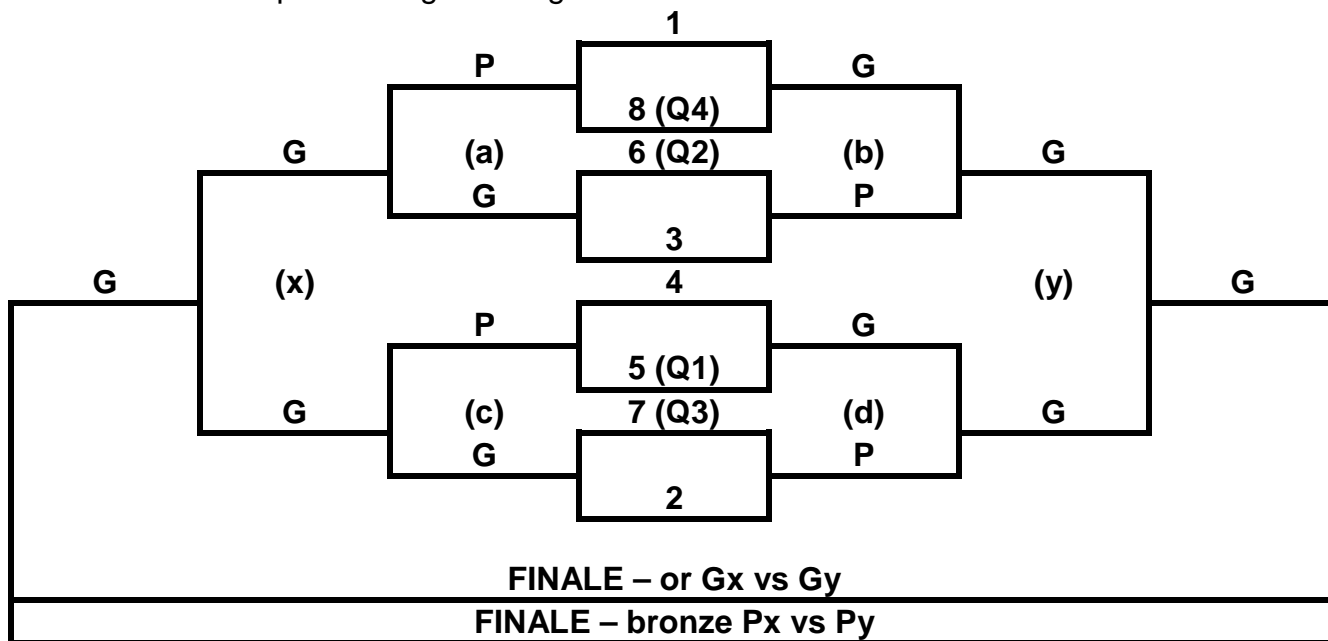 1
P G
8 (Q4)
G (a) 6 (Q2) (b) G
G P
3
G (x) 4 (y) G
P G
5 (Q1)
G (c) 7 (Q3) (d) G
G P
2
FINALE – or Gx vs Gy
FINALE – bronze Px vs Py